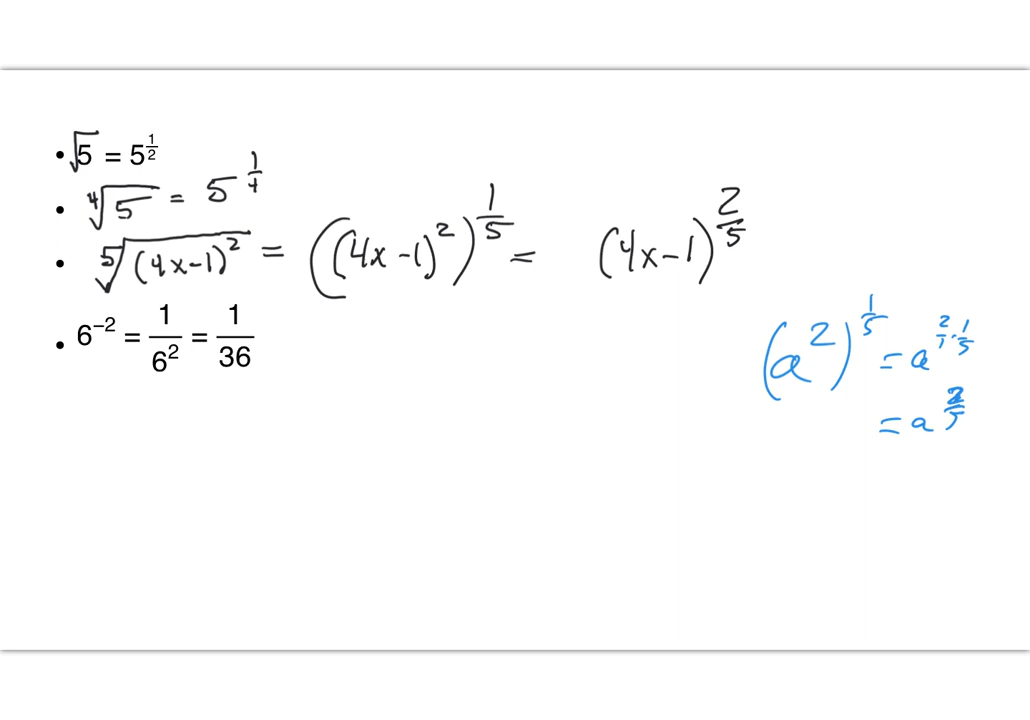 • √5 = 5^(1/2)
• ⁴√5 = 5^(1/4)
• ⁵√(4x-1)² = ((4x-1)²)^(1/5) = (4x-1)^(2/5)
• 6⁻² = 1/6² = 1/36
(a²)^(1/5) = a^(2/1 · 1/5)
= a^(2/5)